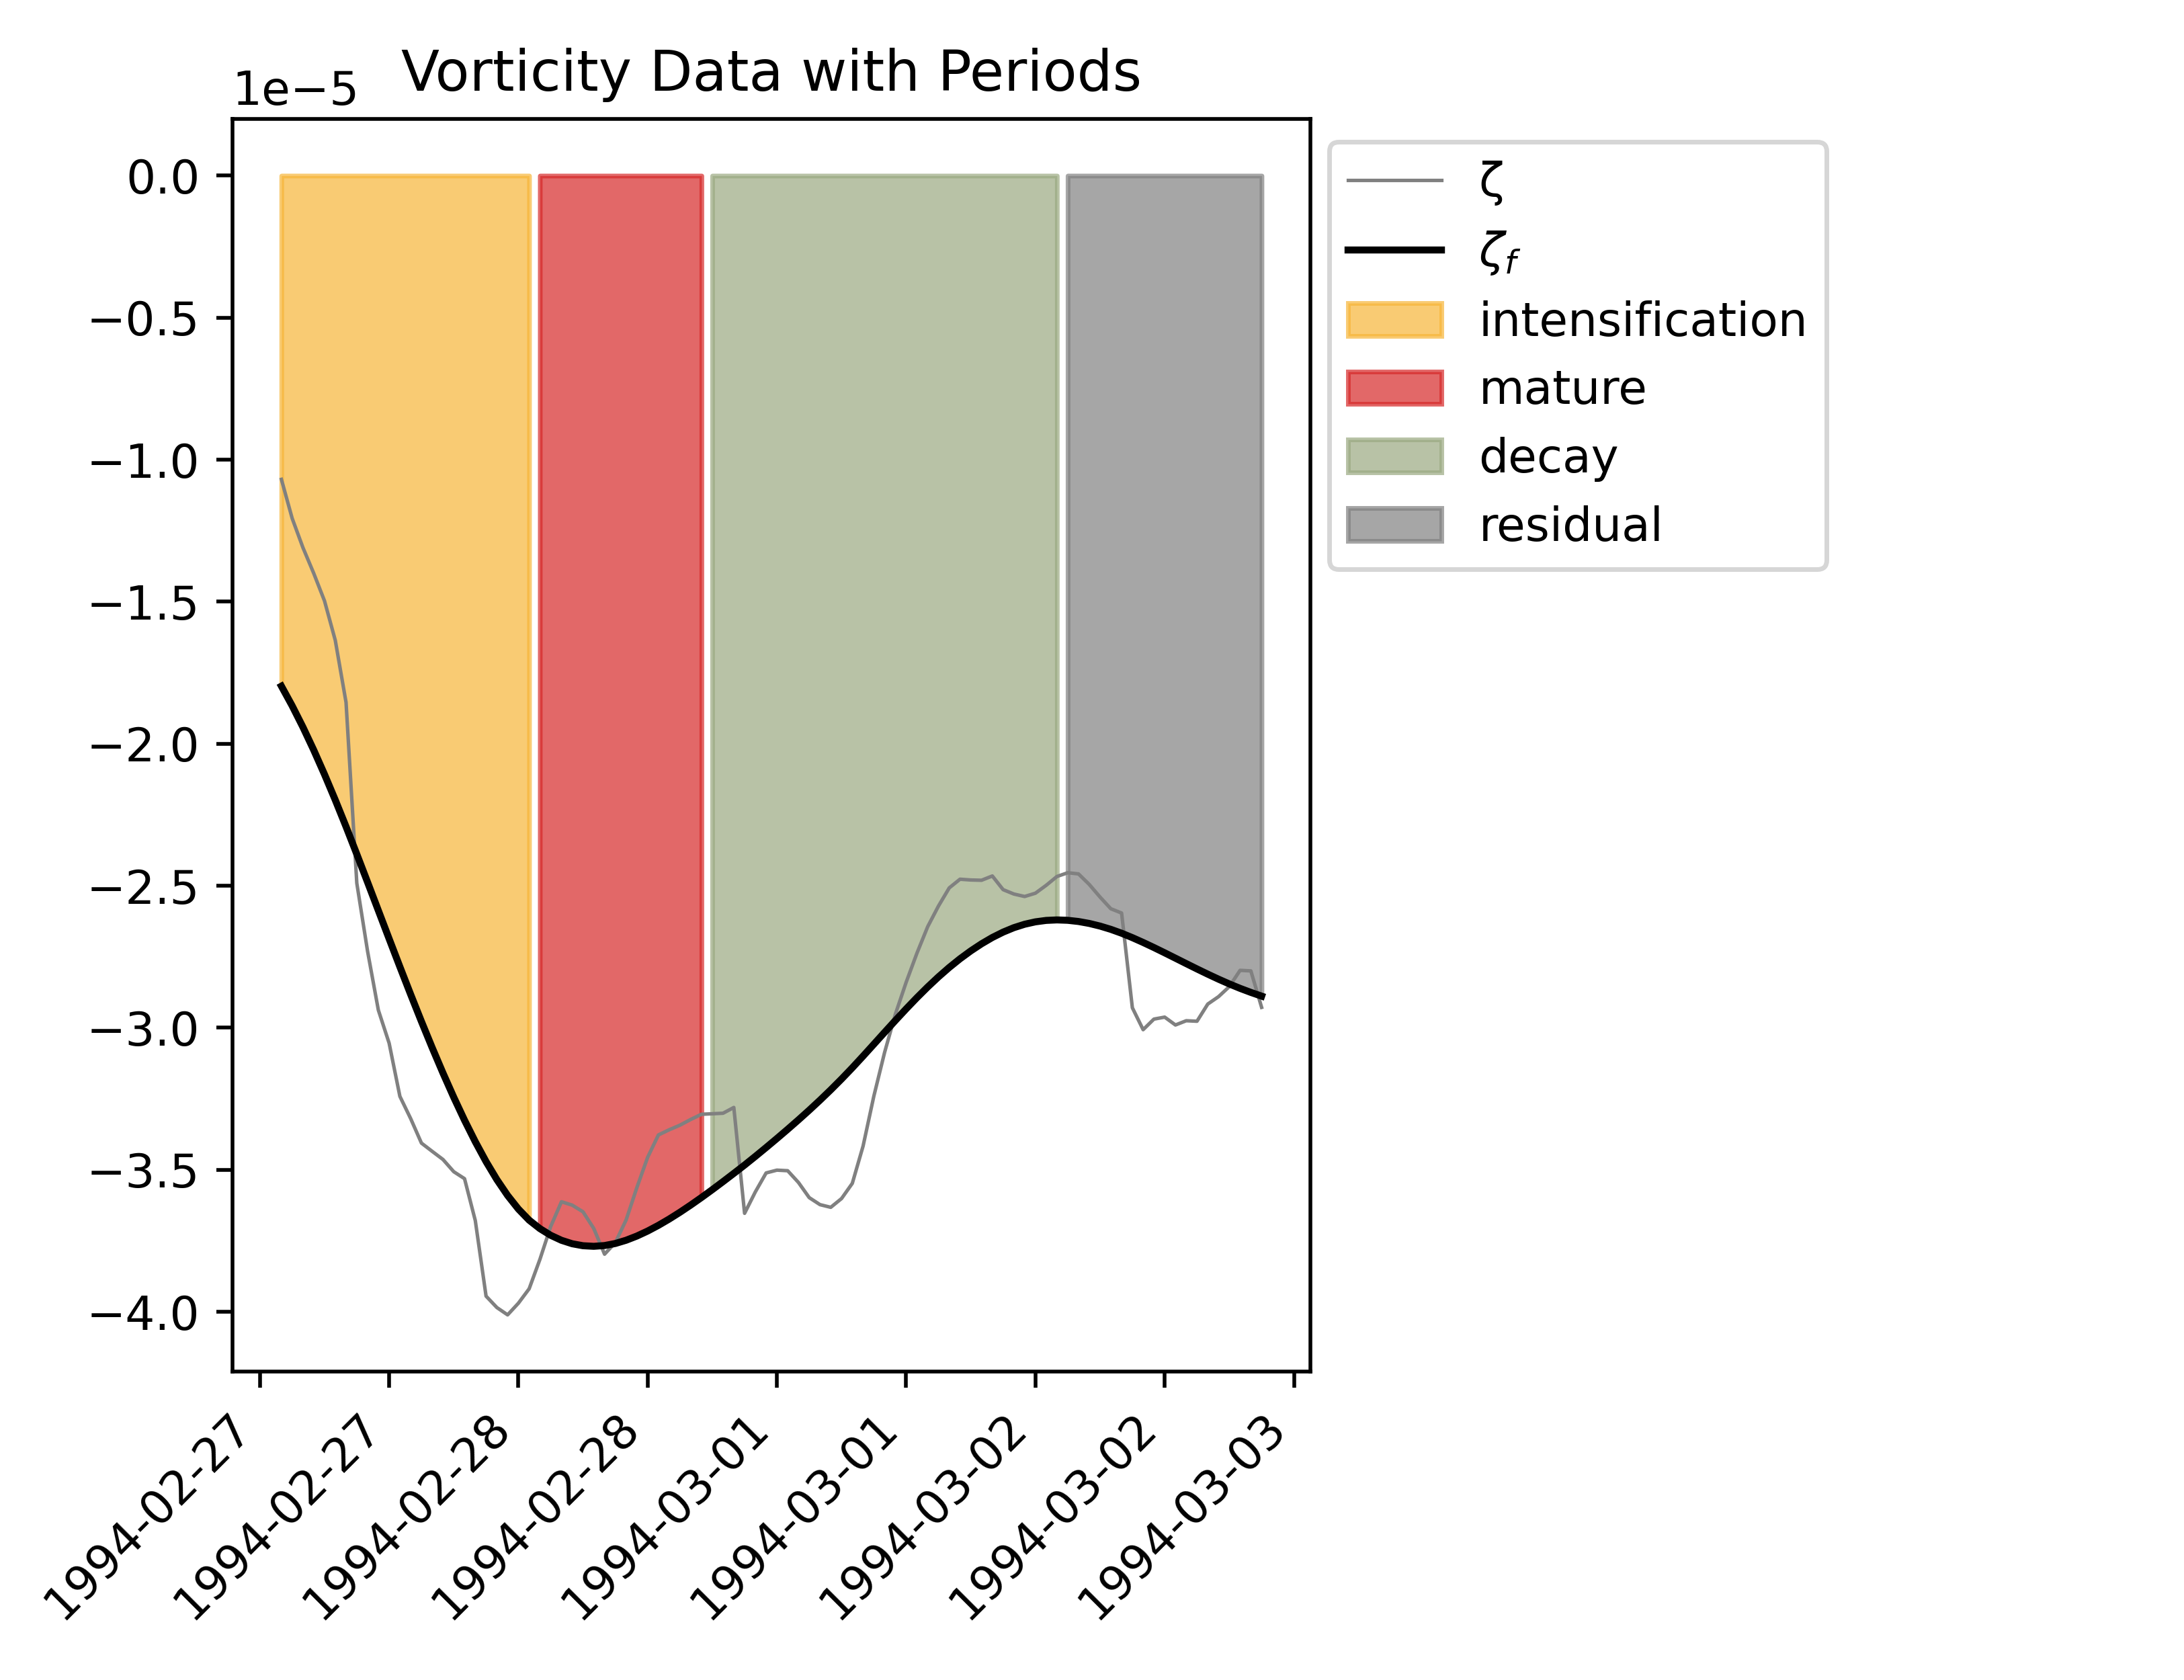 Vorticity Data with Periods
1e−5
0.0
−0.5
−1.0
−1.5
−2.0
−2.5
−3.0
−3.5
−4.0
1994-02-27
1994-02-27
1994-02-28
1994-02-28
1994-03-01
1994-03-01
1994-03-02
1994-03-02
1994-03-03
ζ
ζf
intensification
mature
decay
residual